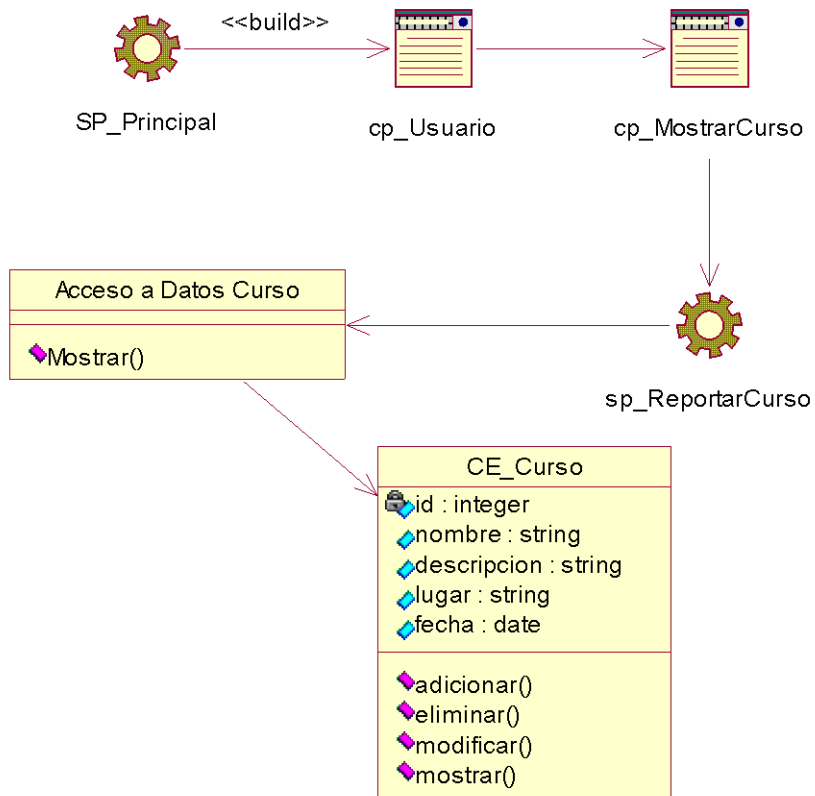 <<build>>
SP_Principal
cp_Usuario
cp_MostrarCurso
Acceso a Datos Curso
Mostrar()
sp_ReportarCurso
CE_Curso
id : integer
nombre : string
descripcion : string
lugar : string
fecha : date
adicionar()
eliminar()
modificar()
mostrar()